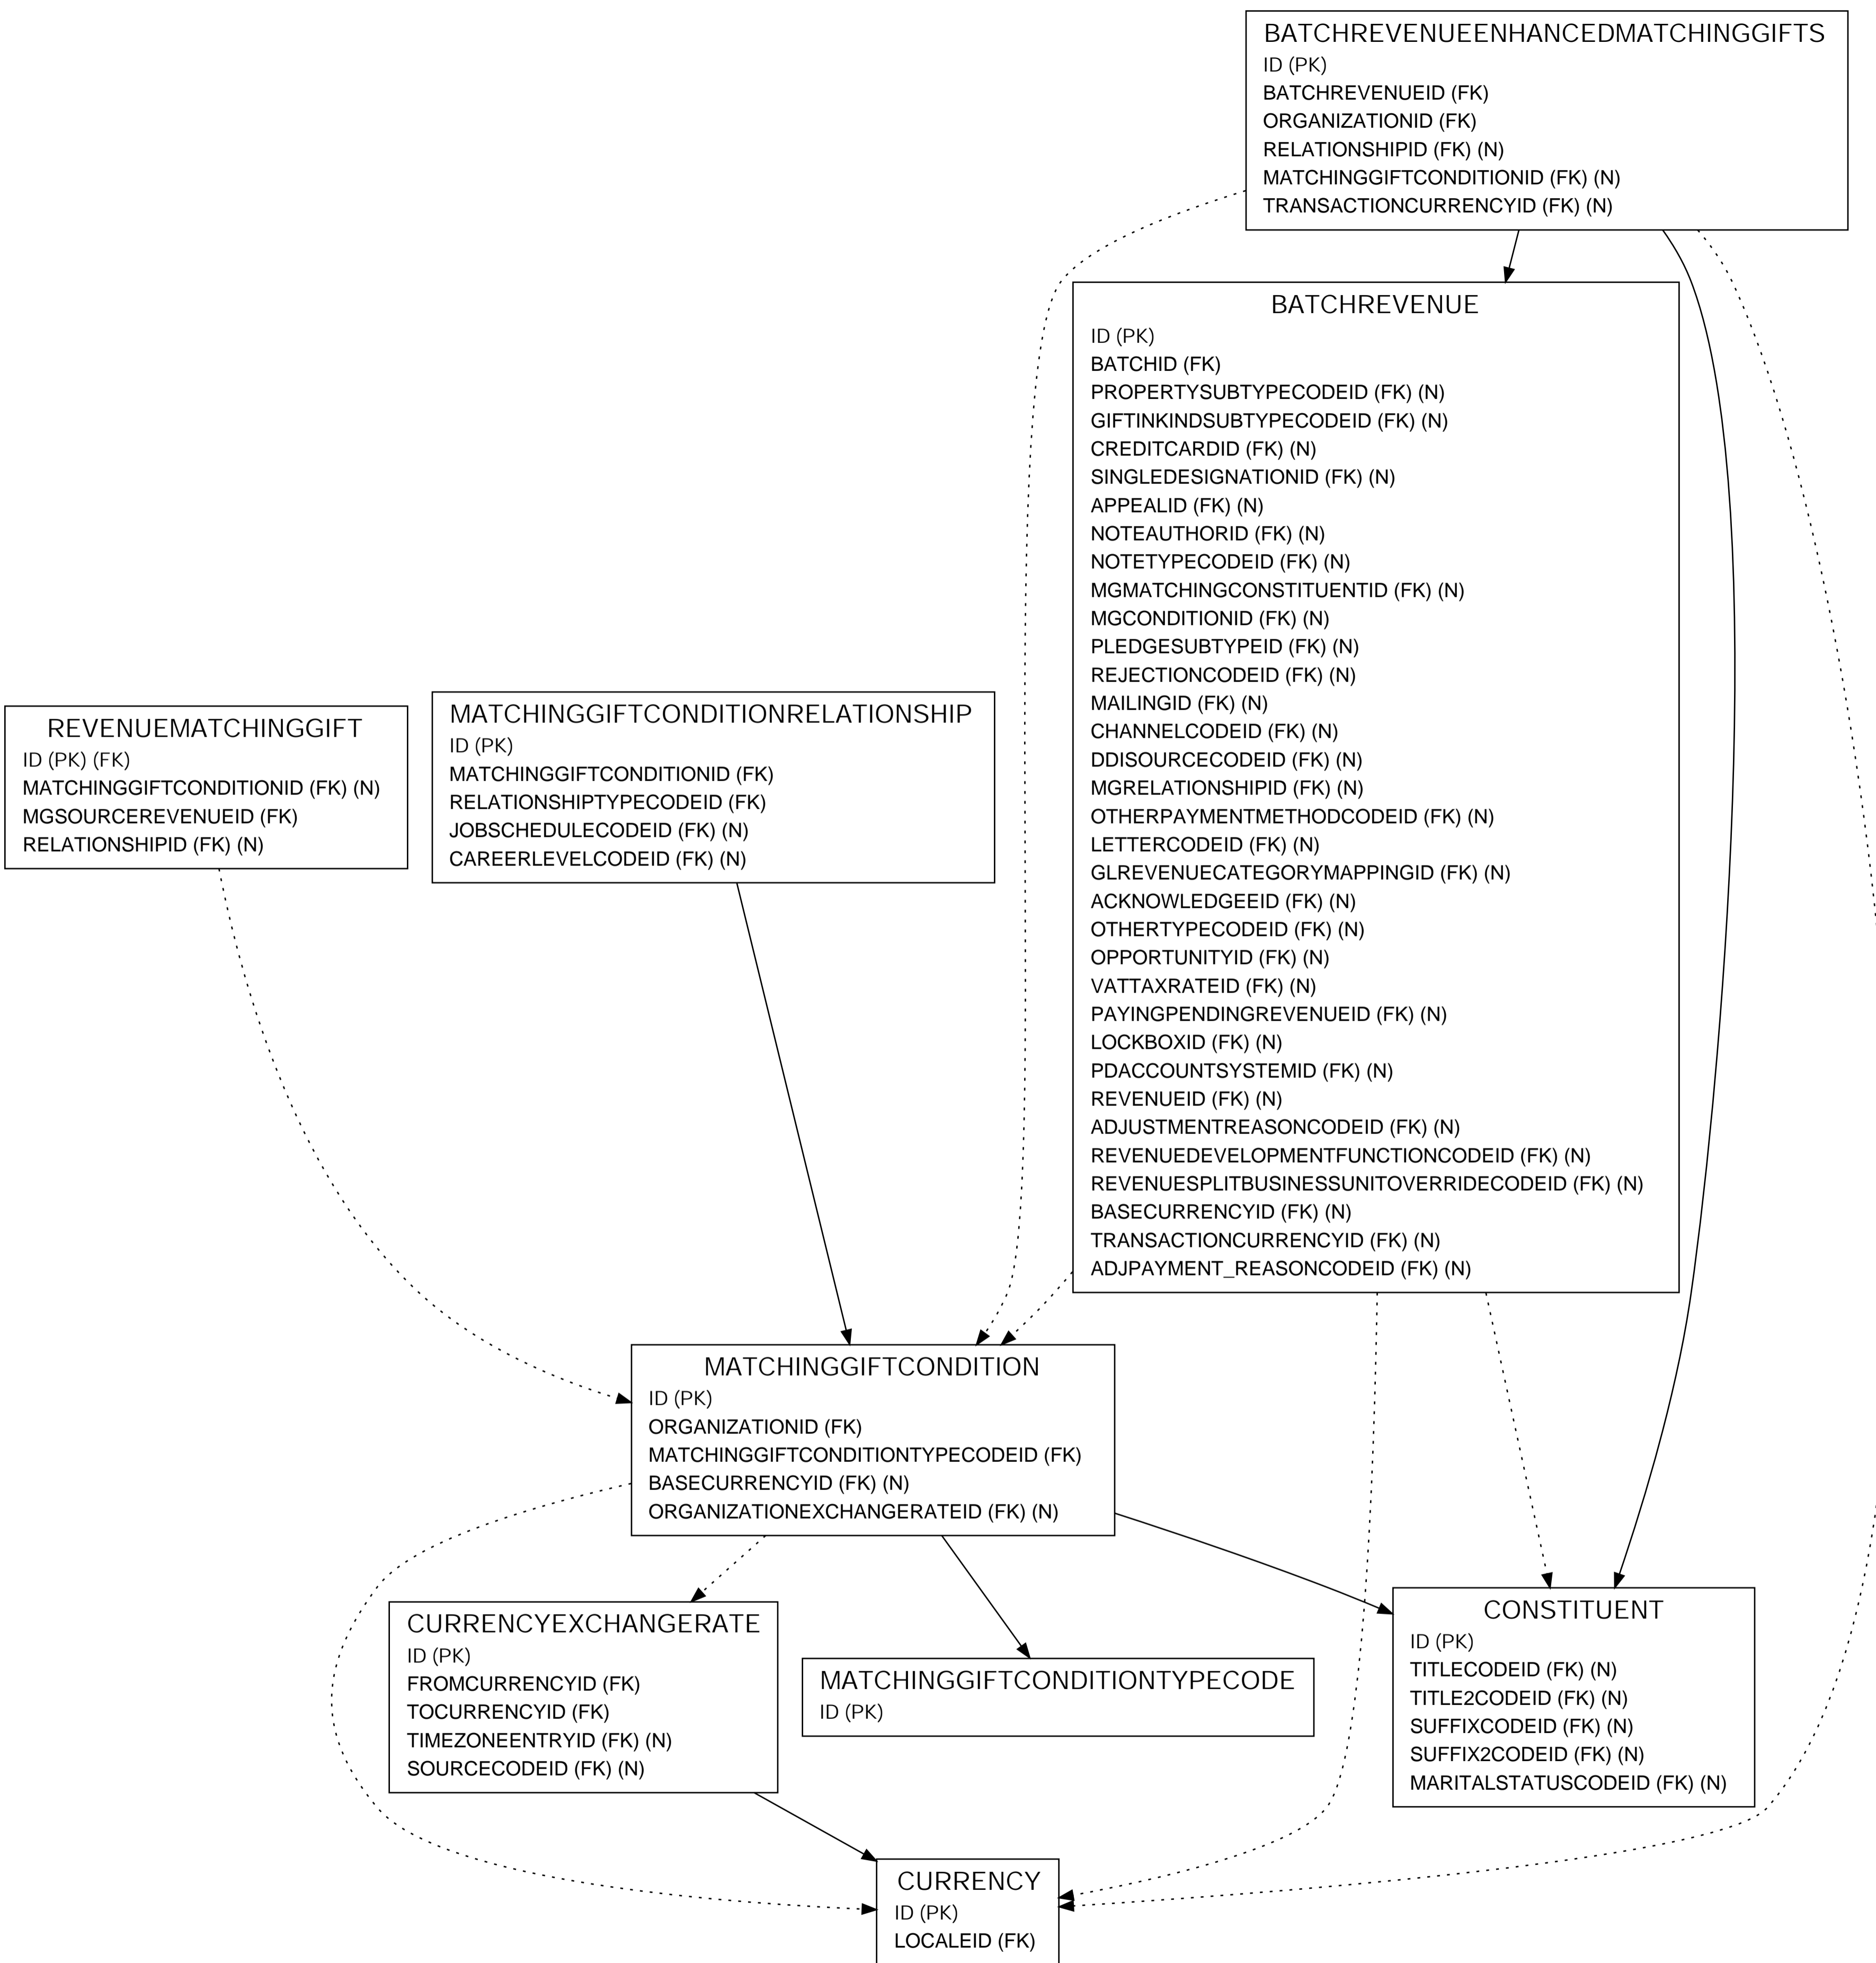 BATCHREVENUEENHANCEDMATCHINGGIFTS
ID (PK)
BATCHREVENUEID (FK)
ORGANIZATIONID (FK)
RELATIONSHIPID (FK) (N)
MATCHINGGIFTCONDITIONID (FK) (N)
TRANSACTIONCURRENCYID (FK) (N)
BATCHREVENUE
ID (PK)
BATCHID (FK)
PROPERTYSUBTYPECODEID (FK) (N)
GIFTINKINDSUBTYPECODEID (FK) (N)
CREDITCARDID (FK) (N)
SINGLEDESIGNATIONID (FK) (N)
APPEALID (FK) (N)
NOTEAUTHORID (FK) (N)
NOTETYPECODEID (FK) (N)
MGMATCHINGCONSTITUENTID (FK) (N)
MGCONDITIONID (FK) (N)
PLEDGESUBTYPEID (FK) (N)
REJECTIONCODEID (FK) (N)
MAILINGID (FK) (N)
CHANNELCODEID (FK) (N)
DDISOURCECODEID (FK) (N)
MGRELATIONSHIPID (FK) (N)
OTHERPAYMENTMETHODCODEID (FK) (N)
LETTERCODEID (FK) (N)
GLREVENUECATEGORYMAPPINGID (FK) (N)
ACKNOWLEDGEEID (FK) (N)
OTHERTYPECODEID (FK) (N)
OPPORTUNITYID (FK) (N)
VATTAXRATEID (FK) (N)
PAYINGPENDINGREVENUEID (FK) (N)
LOCKBOXID (FK) (N)
PDACCOUNTSYSTEMID (FK) (N)
REVENUEID (FK) (N)
ADJUSTMENTREASONCODEID (FK) (N)
REVENUEDEVELOPMENTFUNCTIONCODEID (FK) (N)
REVENUESPLITBUSINESSUNITOVERRIDECODEID (FK) (N)
BASECURRENCYID (FK) (N)
TRANSACTIONCURRENCYID (FK) (N)
ADJPAYMENT_REASONCODEID (FK) (N)
REVENUEMATCHINGGIFT
ID (PK) (FK)
MATCHINGGIFTCONDITIONID (FK) (N)
MGSOURCEREVENUEID (FK)
RELATIONSHIPID (FK) (N)
MATCHINGGIFTCONDITIONRELATIONSHIP
ID (PK)
MATCHINGGIFTCONDITIONID (FK)
RELATIONSHIPTYPECODEID (FK)
JOBSCHEDULECODEID (FK) (N)
CAREERLEVELCODEID (FK) (N)
MATCHINGGIFTCONDITION
ID (PK)
ORGANIZATIONID (FK)
MATCHINGGIFTCONDITIONTYPECODEID (FK)
BASECURRENCYID (FK) (N)
ORGANIZATIONEXCHANGERATEID (FK) (N)
CURRENCYEXCHANGERATE
ID (PK)
FROMCURRENCYID (FK)
TOCURRENCYID (FK)
TIMEZONEENTRYID (FK) (N)
SOURCECODEID (FK) (N)
MATCHINGGIFTCONDITIONTYPECODE
ID (PK)
CONSTITUENT
ID (PK)
TITLECODEID (FK) (N)
TITLE2CODEID (FK) (N)
SUFFIXCODEID (FK) (N)
SUFFIX2CODEID (FK) (N)
MARITALSTATUSCODEID (FK) (N)
CURRENCY
ID (PK)
LOCALEID (FK)